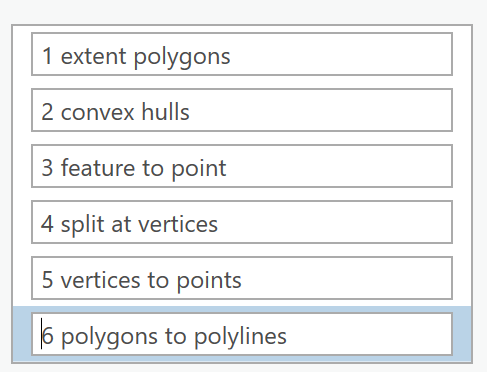 1 extent polygons
2 convex hulls
3 feature to point
4 split at vertices
5 vertices to points
6 polygons to polylines